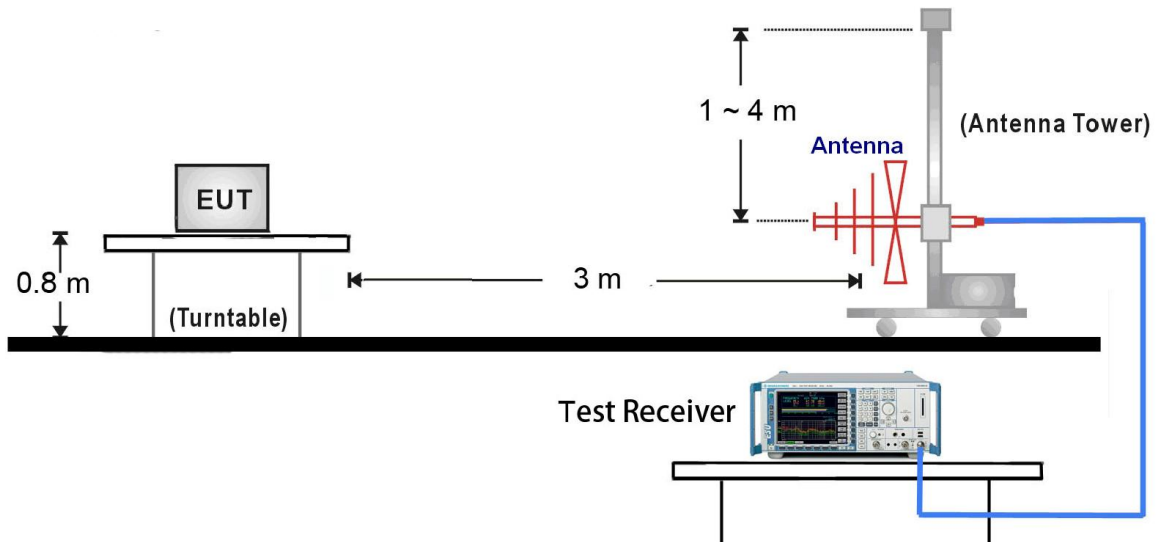 1 ~ 4 m
(Antenna Tower)
Antenna
EUT
0.8 m
3 m
(Turntable)
Test Receiver